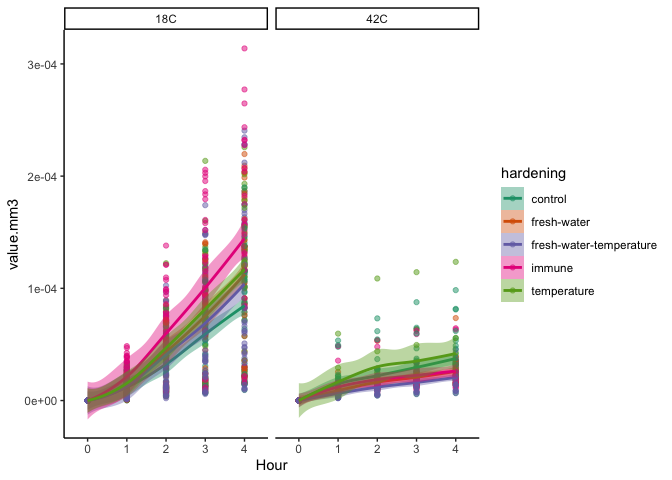 18C
42C
value.mm3
3e-04
2e-04
1e-04
0e+00
0 1 2 3 4
0 1 2 3 4
Hour
hardening
control
fresh-water
fresh-water-temperature
immune
temperature